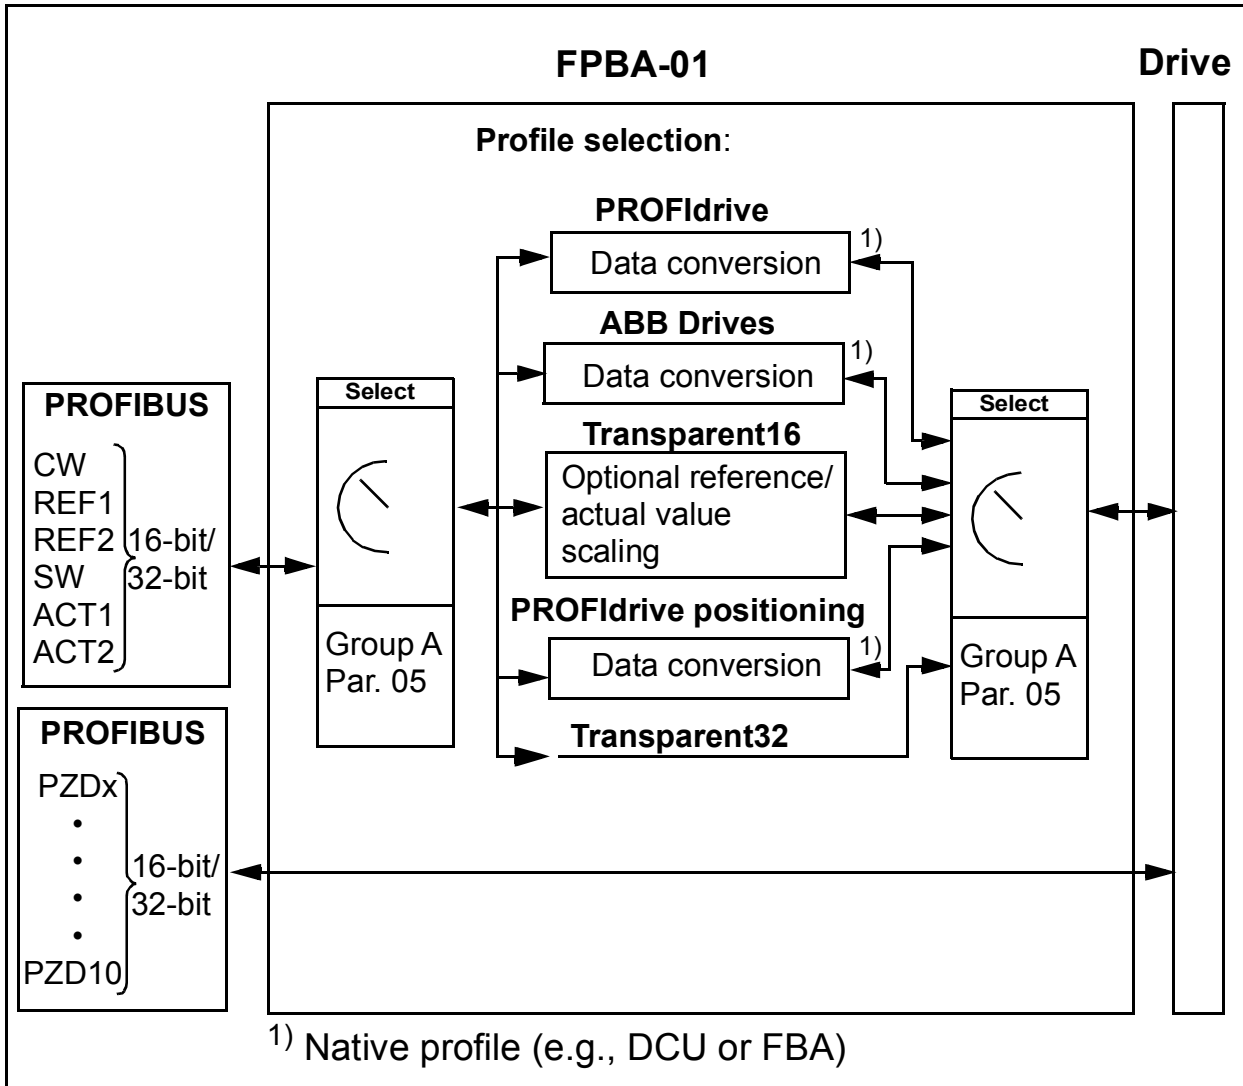 FPBA-01
Drive
Profile selection:
PROFIdrive
1)
Data conversion
ABB Drives
1)
Data conversion
Transparent16
Optional reference/
actual value
scaling
PROFIdrive positioning
1)
Data conversion
Transparent32
Select
Group A
Par. 05
Select
Group A
Par. 05
PROFIBUS
CW
REF1
REF2
SW
ACT1
ACT2
16-bit/
32-bit
PROFIBUS
PZDx
•
•
•
•
PZD10
16-bit/
32-bit
1) Native profile (e.g., DCU or FBA)